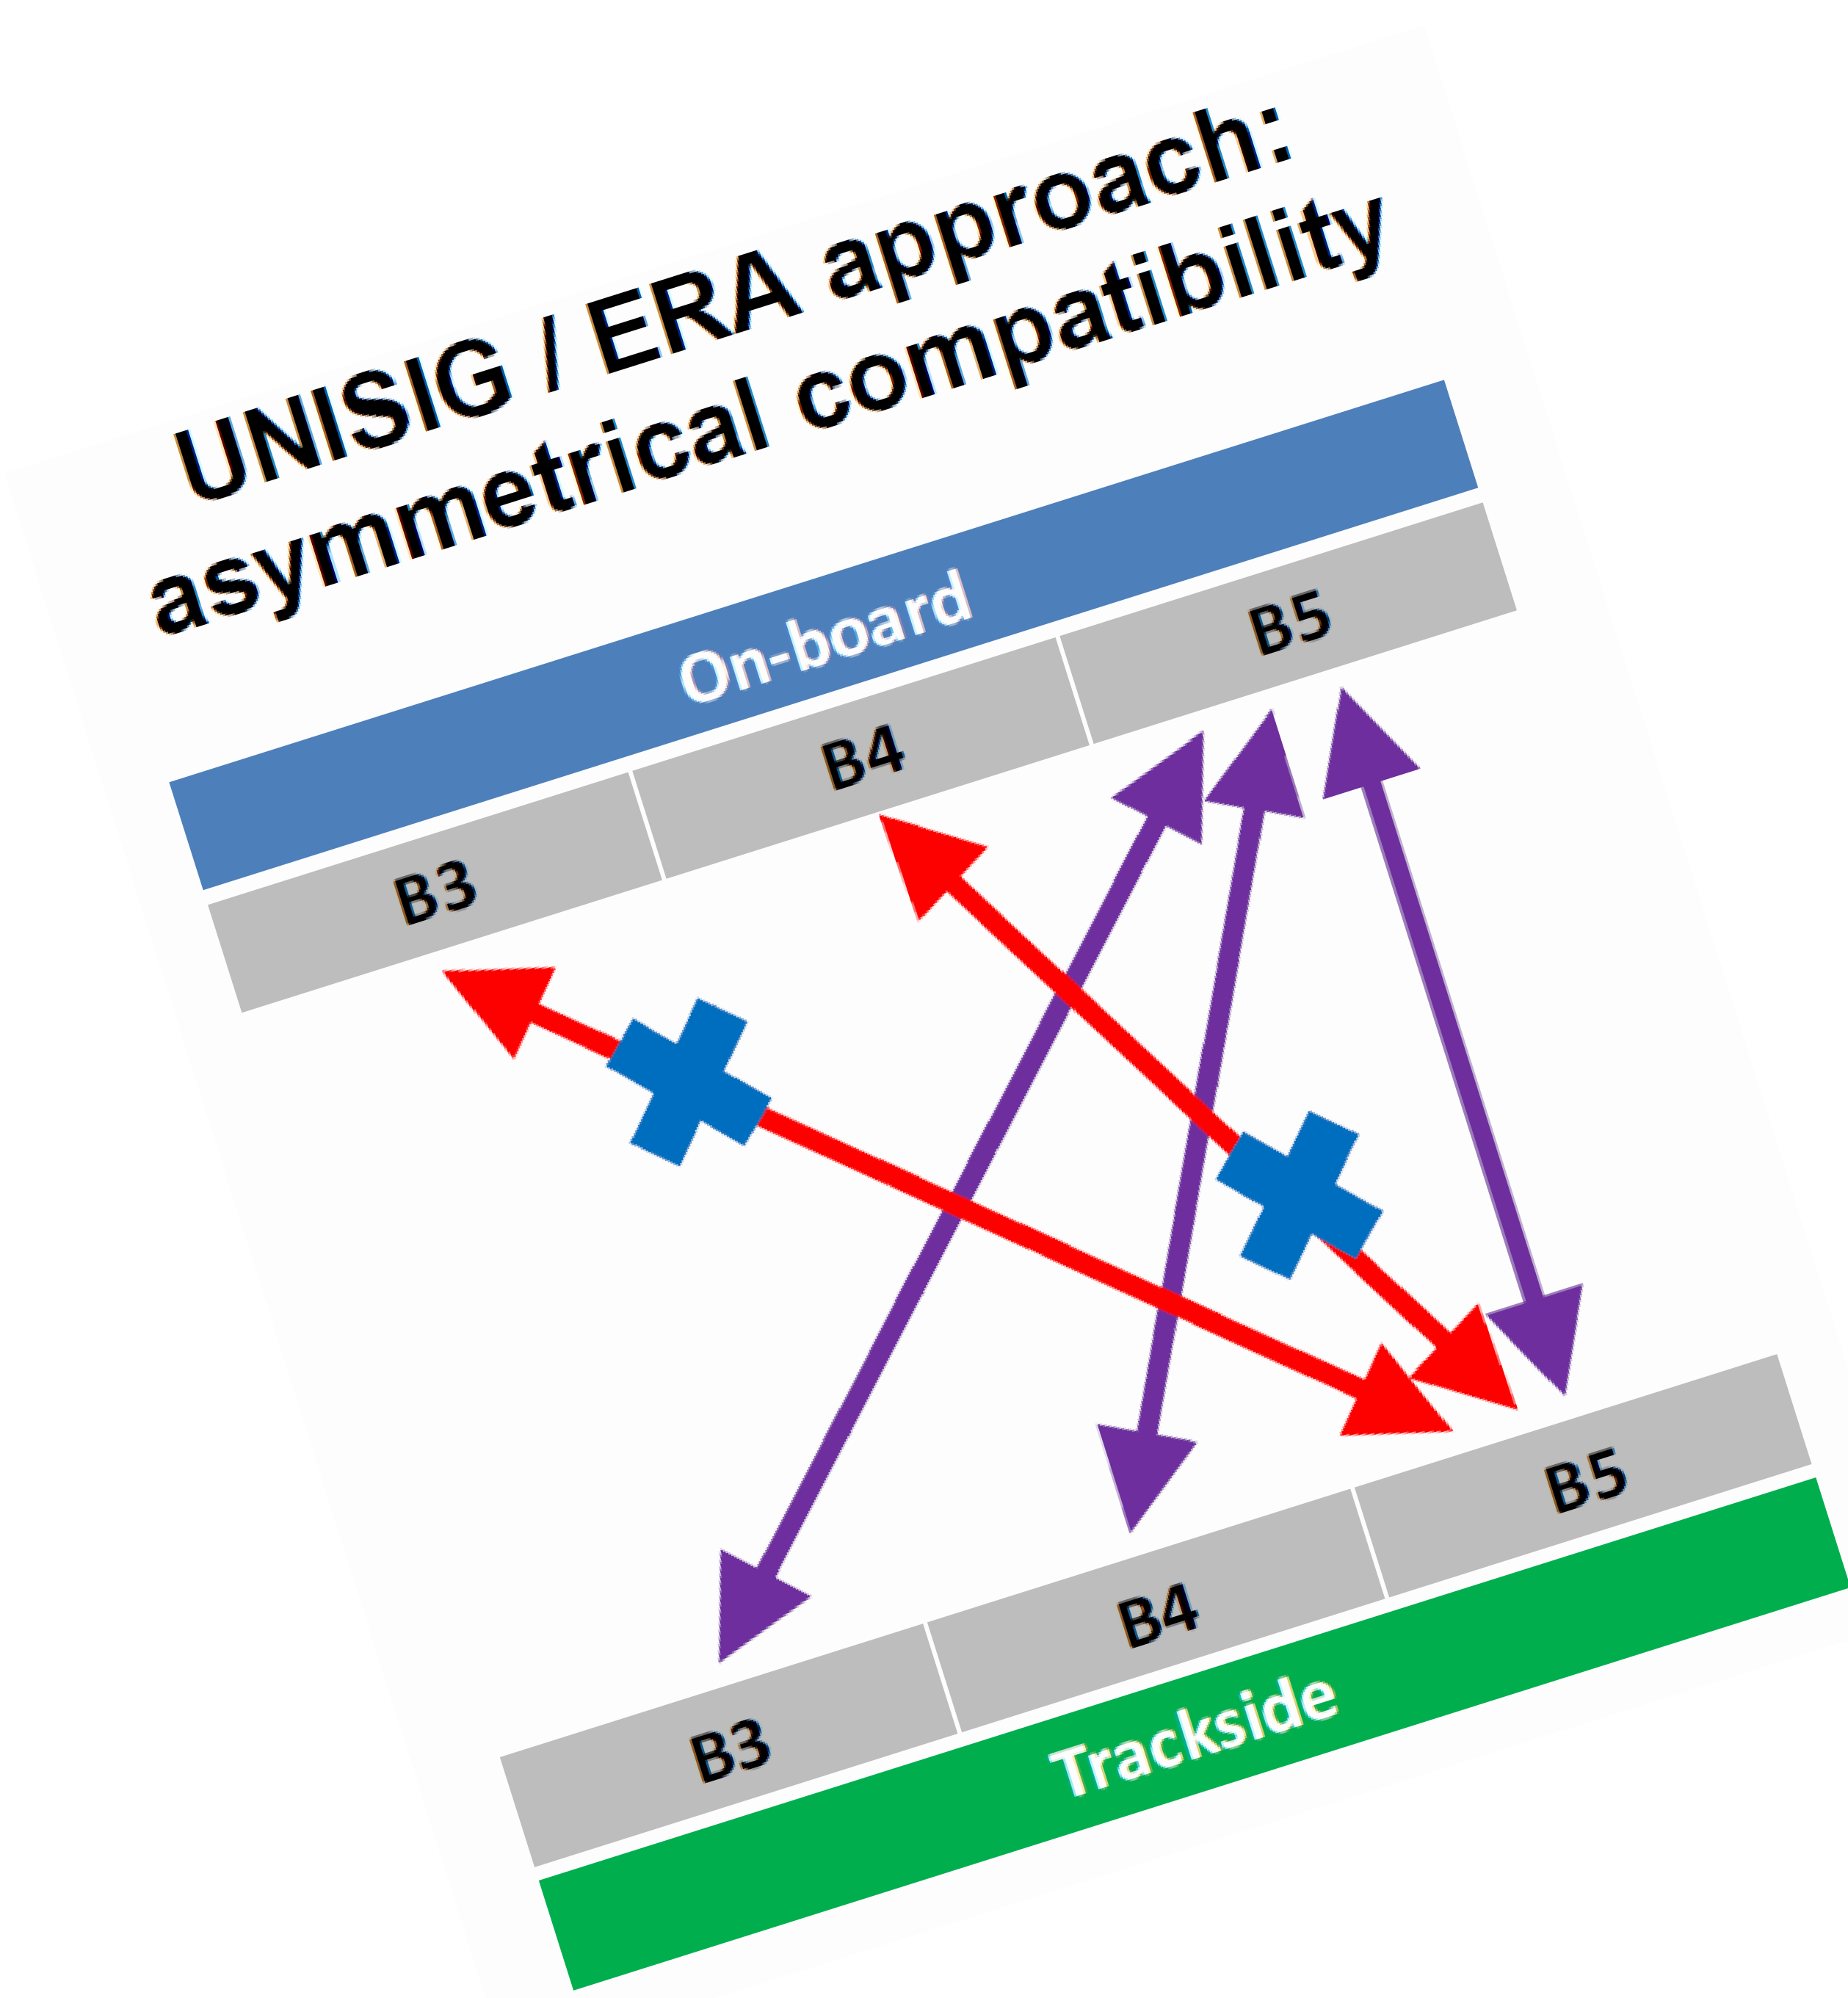 UNISIG / ERA approach:
asymmetrical compatibility
On-board
B3 B4 B5
B3 B4 B5
Trackside